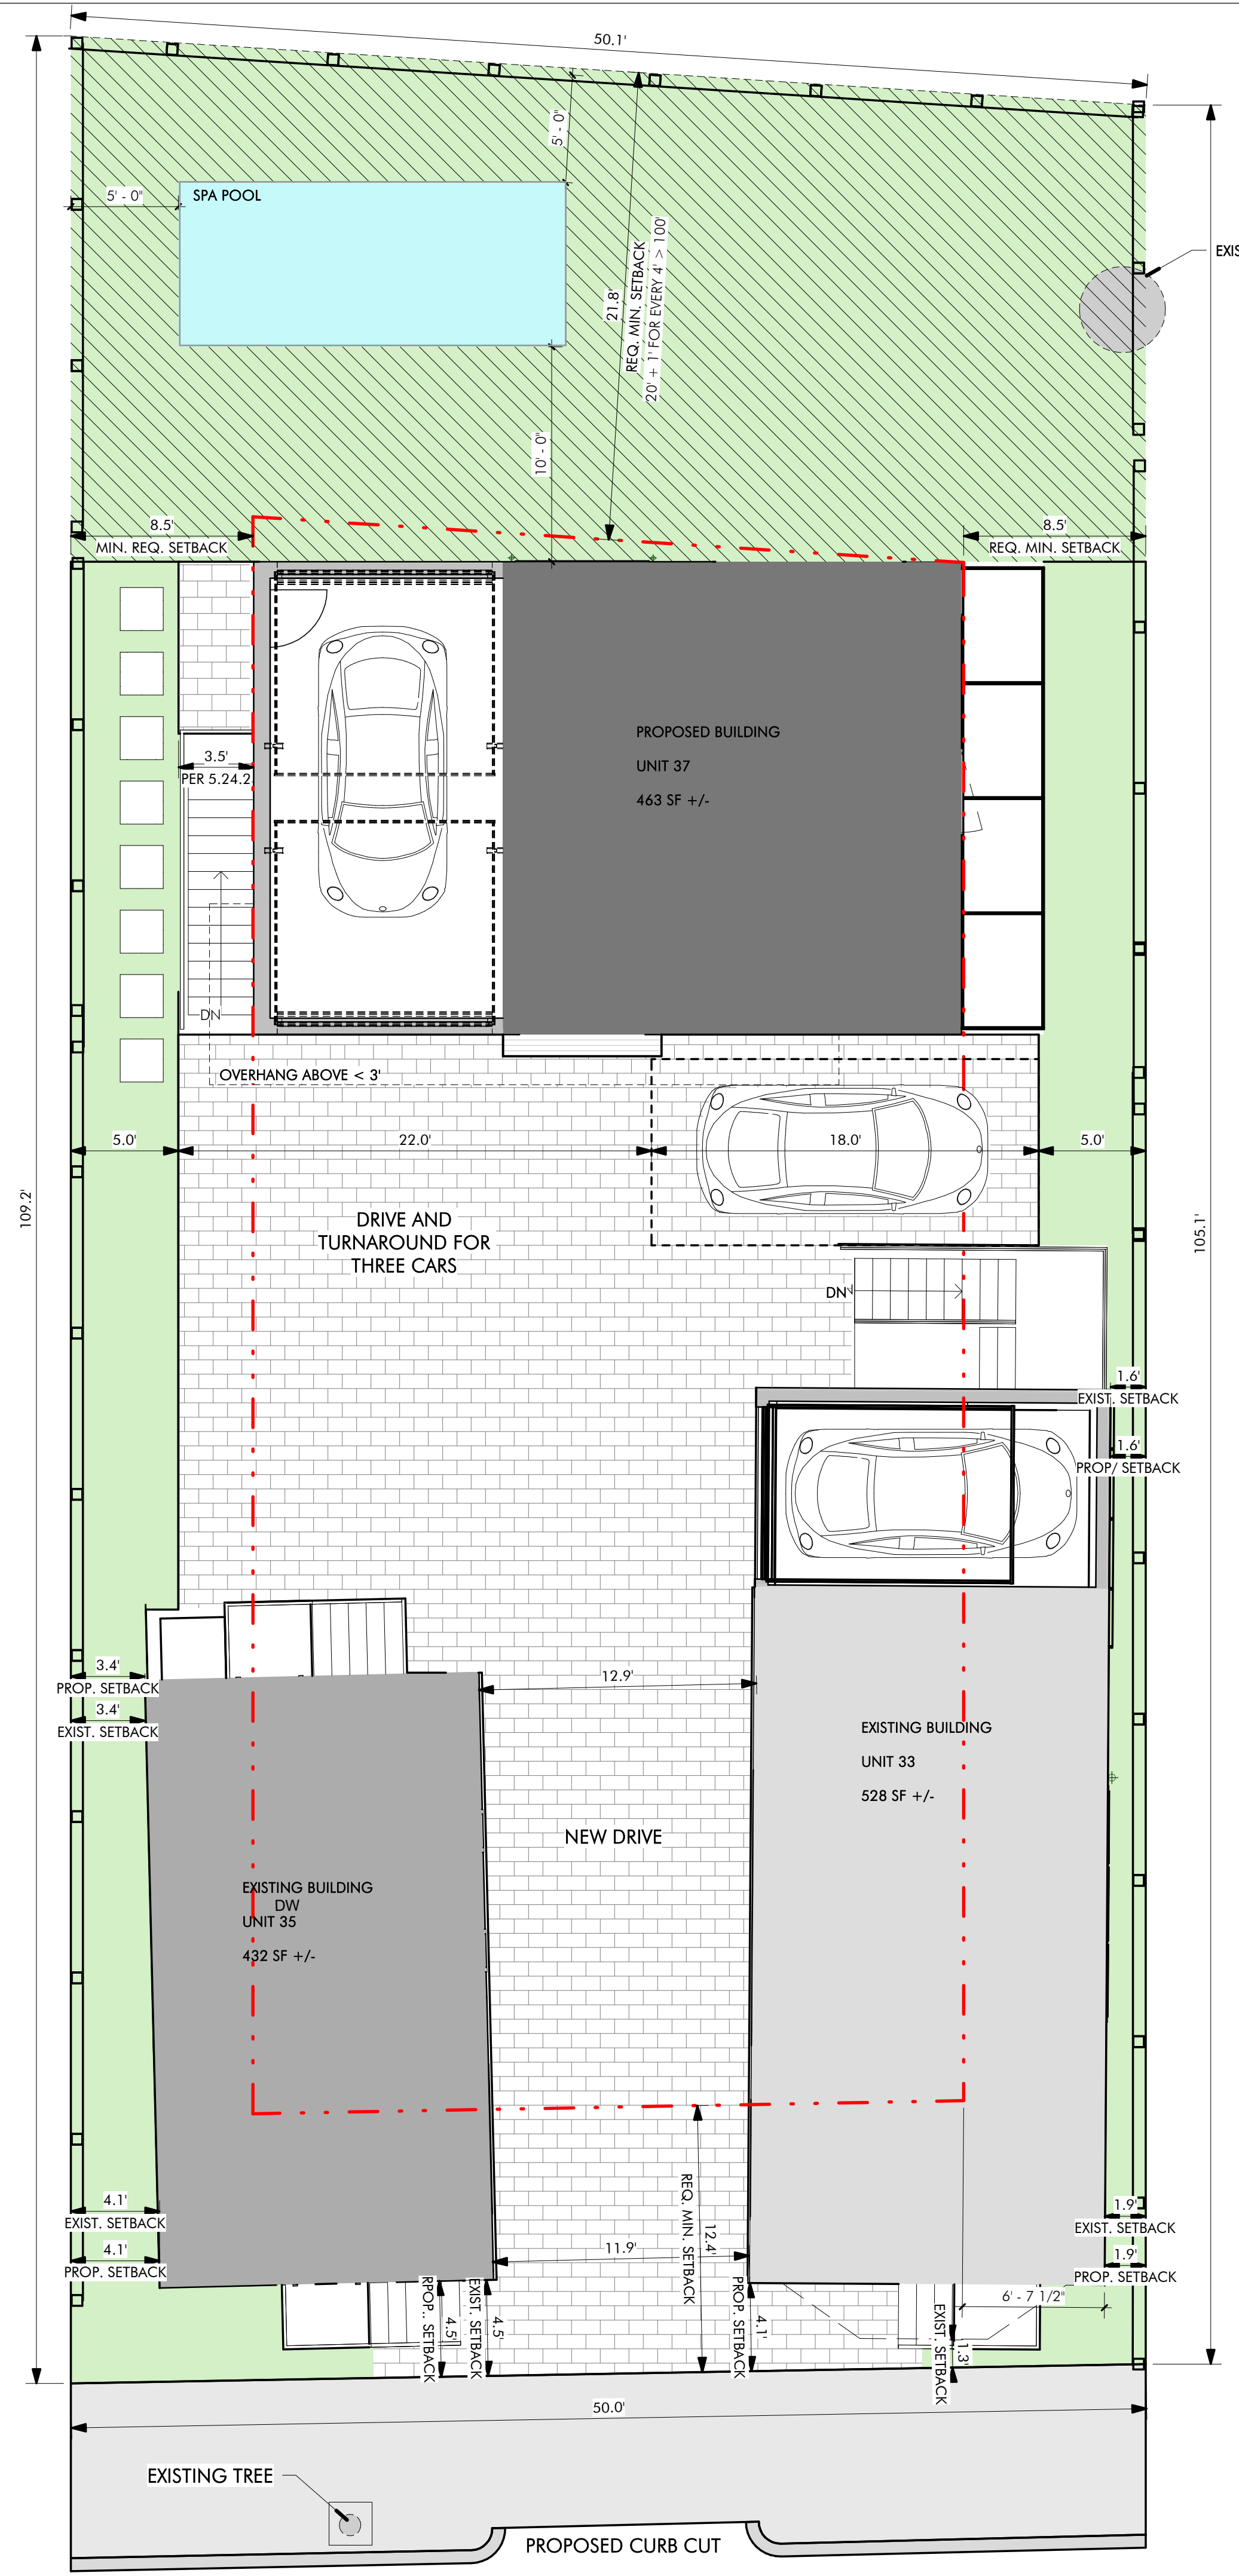 50.1'
5' - 0"
SPA POOL
5' - 0"
EXIS
21.8'
REQ. MIN. SETBACK
20' + 1' FOR EVERY 4' > 100'
10' - 0"
8.5'
MIN. REQ. SETBACK
8.5'
REQ. MIN. SETBACK
PROPOSED BUILDING
UNIT 37
463 SF +/-
3.5'
PER 5.24.2
DN
OVERHANG ABOVE < 3'
5.0'
22.0'
18.0'
5.0'
109.2'
105.1'
DRIVE AND
TURNAROUND FOR
THREE CARS
DN
1.6'
EXIST. SETBACK
1.6'
PROP/ SETBACK
3.4'
PROP. SETBACK
3.4'
EXIST. SETBACK
12.9'
EXISTING BUILDING
UNIT 33
528 SF +/-
NEW DRIVE
EXISTING BUILDING
DW
UNIT 35
432 SF +/-
4.1'
EXIST. SETBACK
4.1'
PROP. SETBACK
REQ. MIN. SETBACK
12.4'
11.9'
1.9'
EXIST. SETBACK
1.9'
PROP. SETBACK
RPOP.. SETBACK
4.5'
EXIST. SETBACK
4.5'
PROP. SETBACK
4.1'
6' - 7 1/2"
EXIST. SETBACK
1.3'
50.0'
EXISTING TREE
PROPOSED CURB CUT